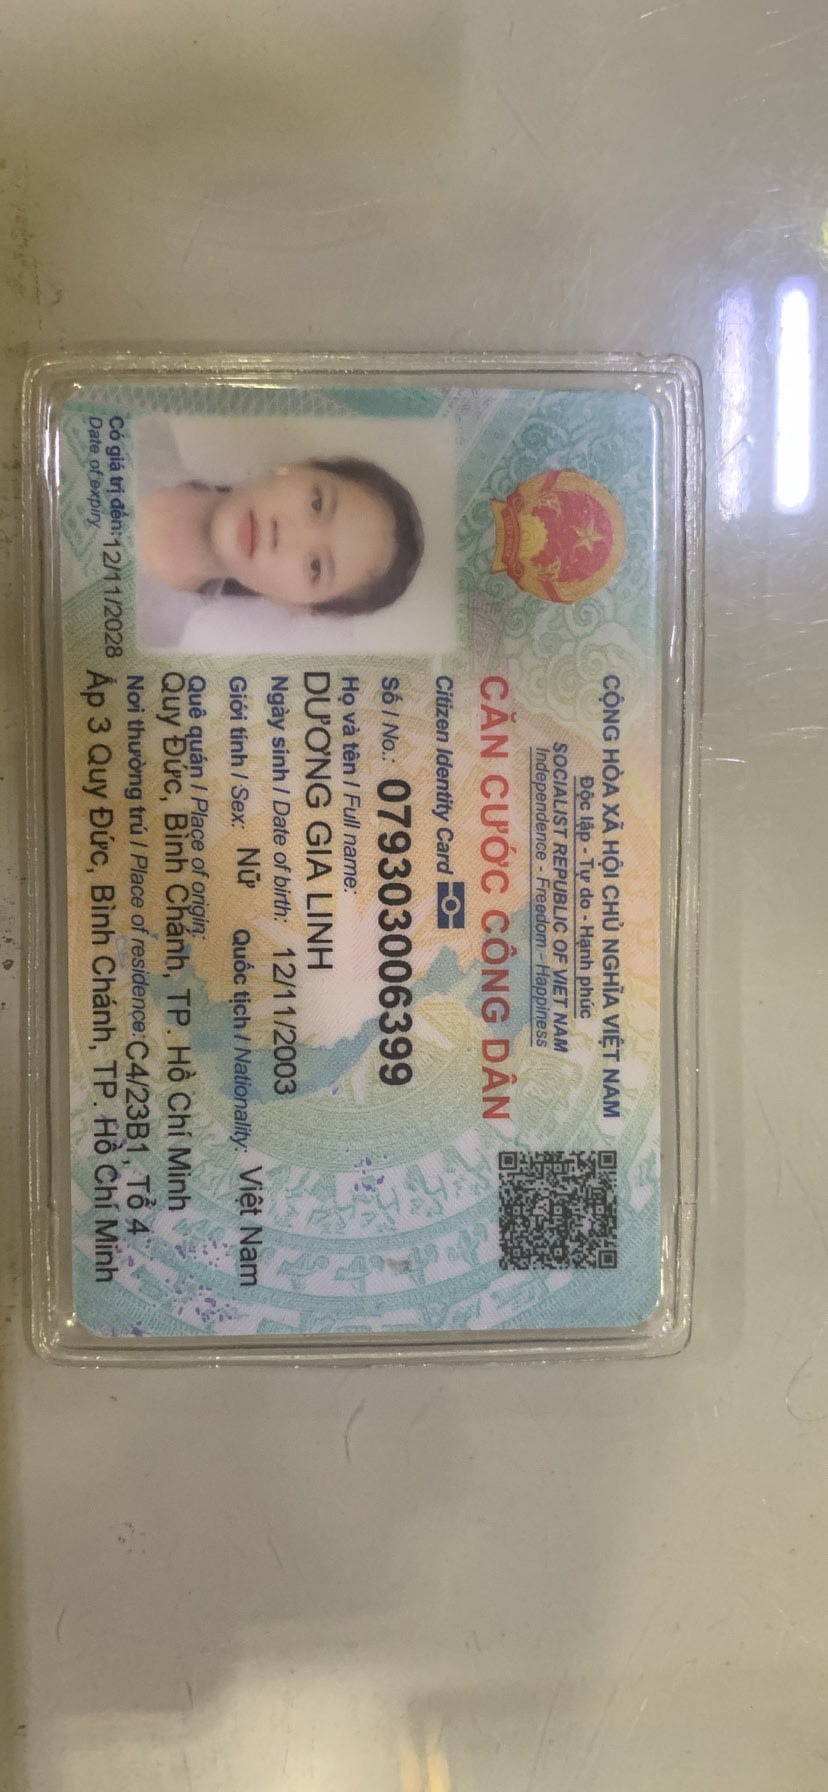 CỘNG HÒA XÃ HỘI CHỦ NGHĨA VIỆT NAM
Độc lập - Tự do - Hạnh phúc
SOCIALIST REPUBLIC OF VIET NAM
Independence - Freedom - Happiness
CĂN CƯỚC CÔNG DÂN
Citizen Identity Card
Số / No.: 079303006399
Họ và tên / Full name:
DƯƠNG GIA LINH
Ngày sinh / Date of birth: 12/11/2003
Giới tính / Sex: Nữ Quốc tịch / Nationality: Việt Nam
Quê quán / Place of origin:
Quy Đức, Bình Chánh, TP. Hồ Chí Minh
Nơi thường trú / Place of residence: C4/23B1, Tổ 4
Ấp 3 Quy Đức, Bình Chánh, TP. Hồ Chí Minh
Có giá trị đến: 12/11/2028
Date of expiry